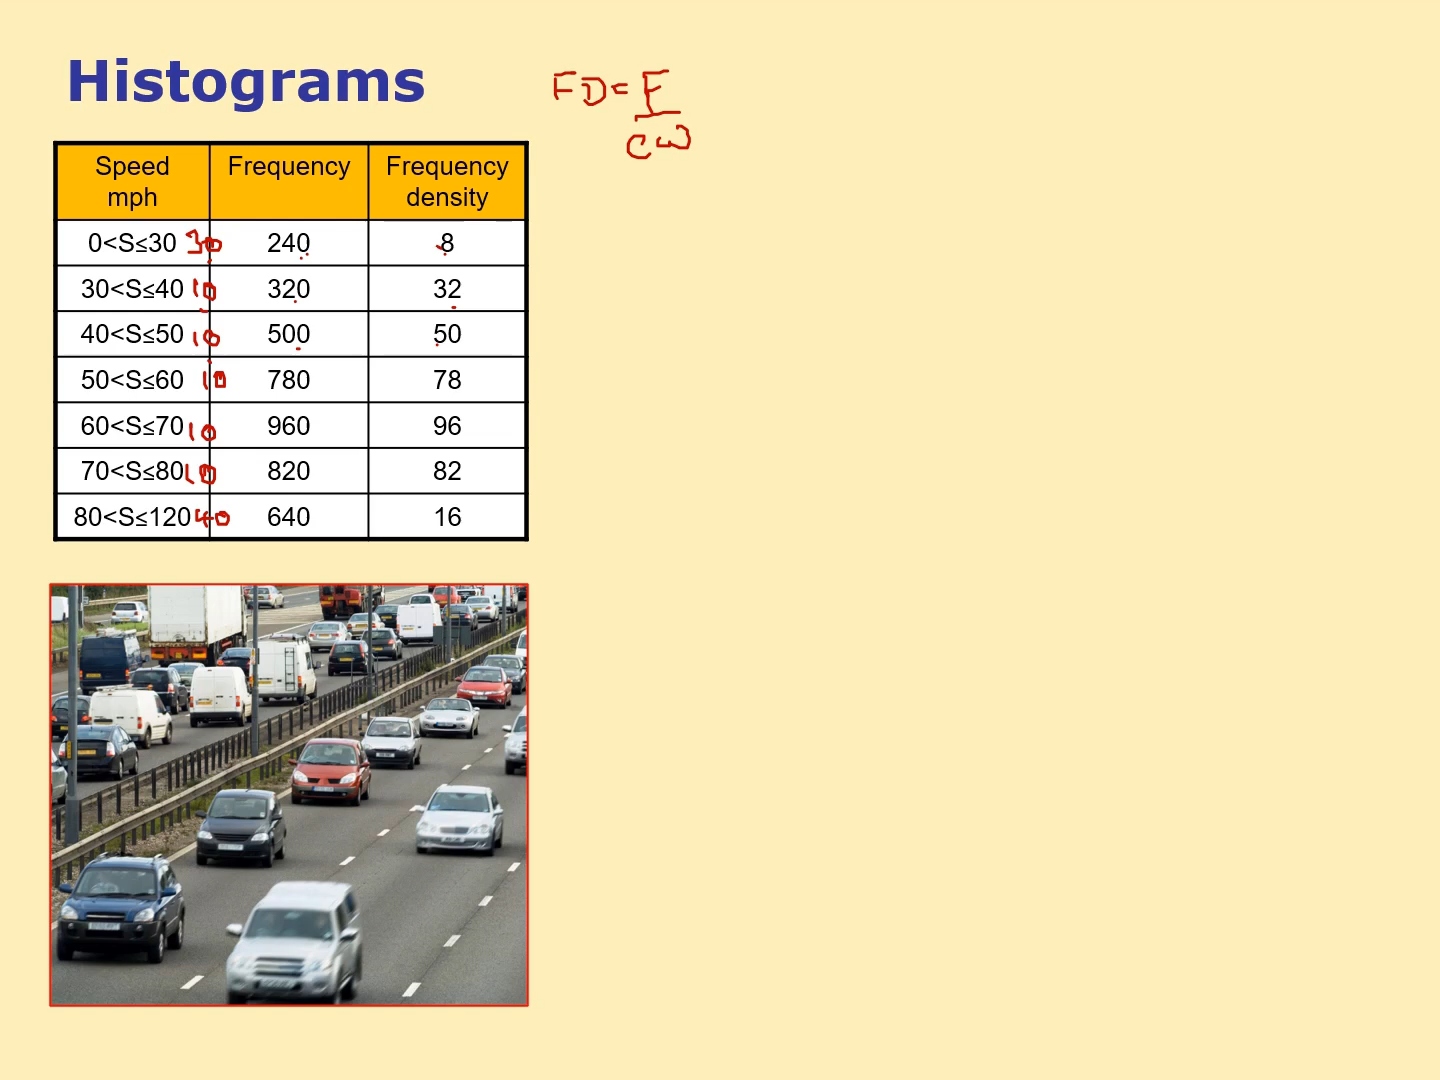 Histograms
FD = F
CW
Speed mph Frequency Frequency density
0<S≤30 30 240 8
30<S≤40 10 320 32
40<S≤50 10 500 50
50<S≤60 10 780 78
60<S≤70 10 960 96
70<S≤80 10 820 82
80<S≤120 40 640 16